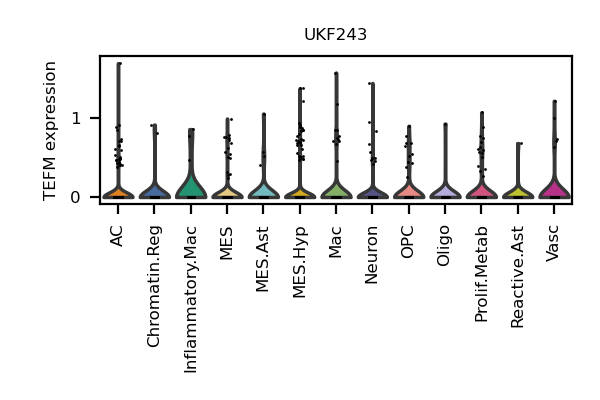 UKF243
TEFM expression
1
0
AC
Chromatin.Reg
Inflammatory.Mac
MES
MES.Ast
MES.Hyp
Mac
Neuron
OPC
Oligo
Prolif.Metab
Reactive.Ast
Vasc